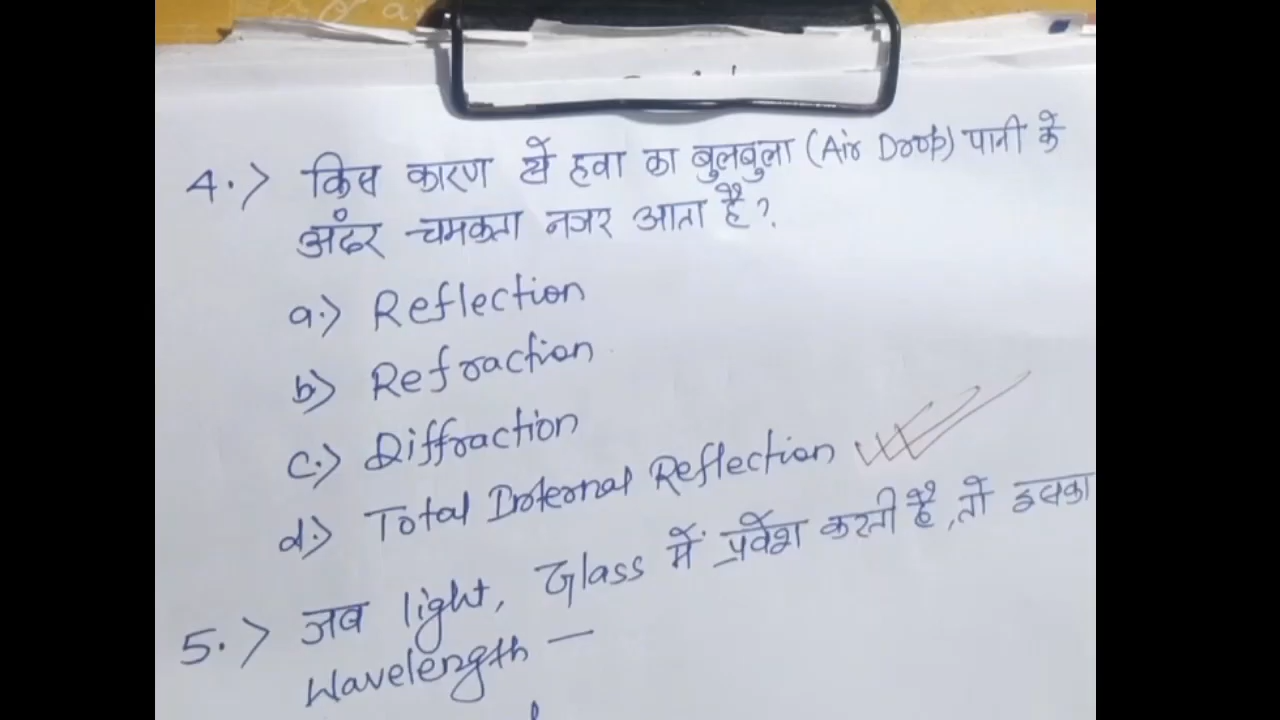 4.> किस कारण से हवा का बुलबुला (Air Drop) पानी के
अंदर चमकता नजर आता है?
a.> Reflection
b.> Refraction
c.> Diffraction
d.> Total Internal Reflection
5.> जब light, Glass में प्रवेश करती है, तो इसका
Wavelength —